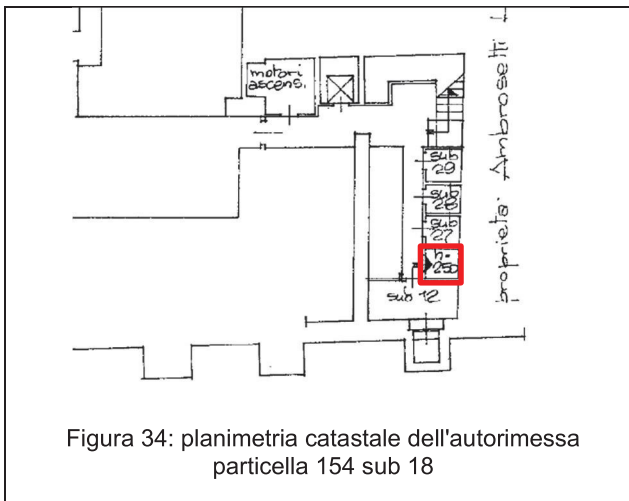 motori
ascens.
sub
29
sub
28
sub
27
h=
250
sub 12
proprietà Ambrosetti
Figura 34: planimetria catastale dell'autorimessa
particella 154 sub 18